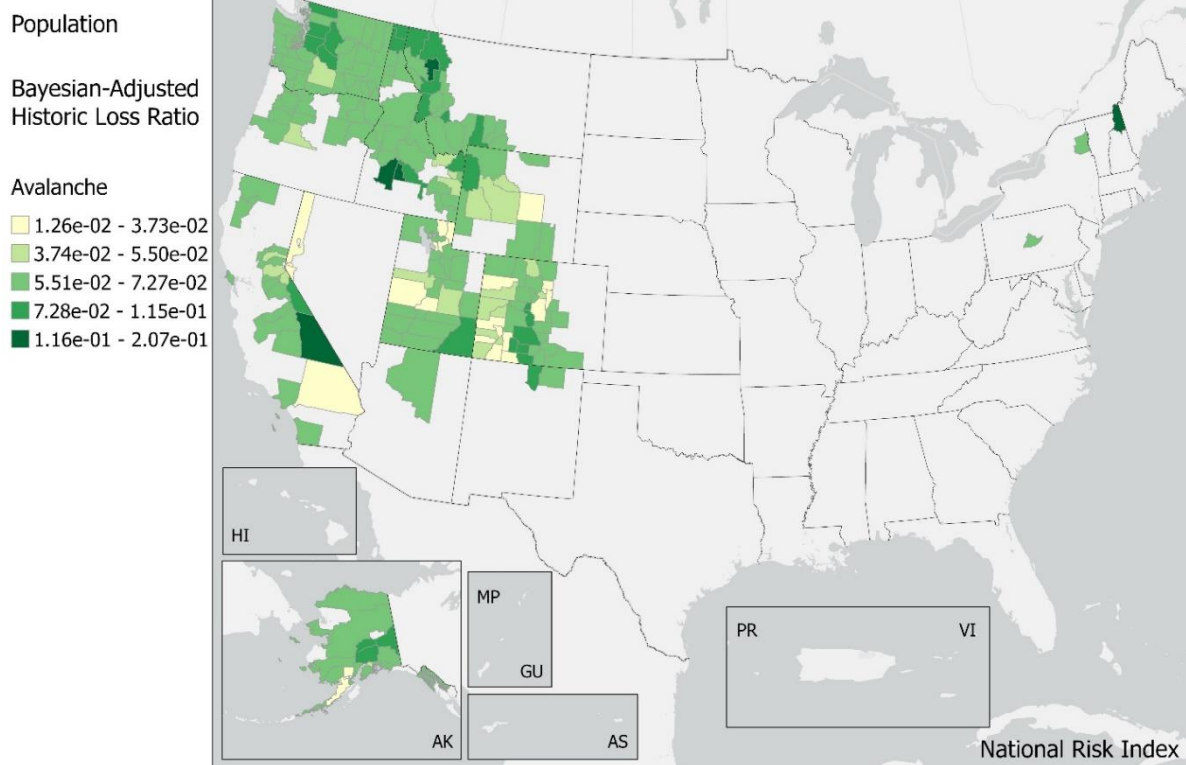 Population
Bayesian-Adjusted
Historic Loss Ratio
Avalanche
1.26e-02 - 3.73e-02
3.74e-02 - 5.50e-02
5.51e-02 - 7.27e-02
7.28e-02 - 1.15e-01
1.16e-01 - 2.07e-01
HI
AK
MP
GU
AS
PR
VI
National Risk Index